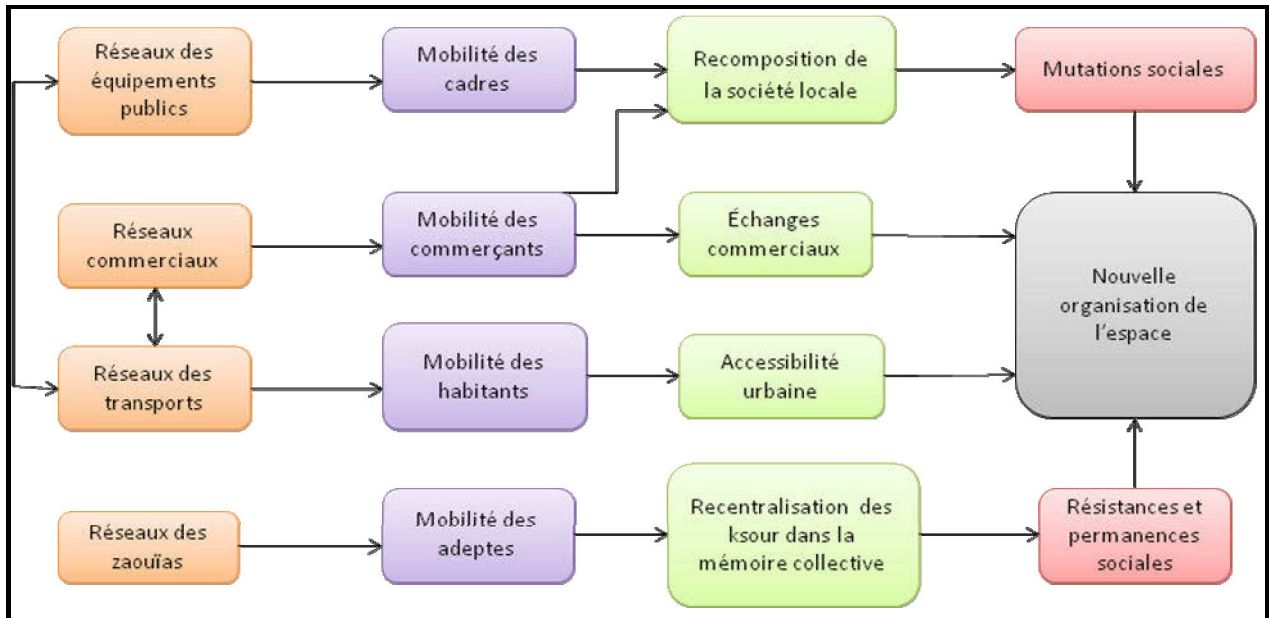 Réseaux des
équipements
publics
Mobilité des
cadres
Recomposition de
la société locale
Mutations sociales
Réseaux
commerciaux
Mobilité des
commerçants
Échanges
commerciaux
Nouvelle
organisation de
l'espace
Réseaux des
transports
Mobilité des
habitants
Accessibilité
urbaine
Réseaux des
zaouïas
Mobilité des
adeptes
Recentralisation des
ksour dans la
mémoire collective
Résistances et
permanences
sociales